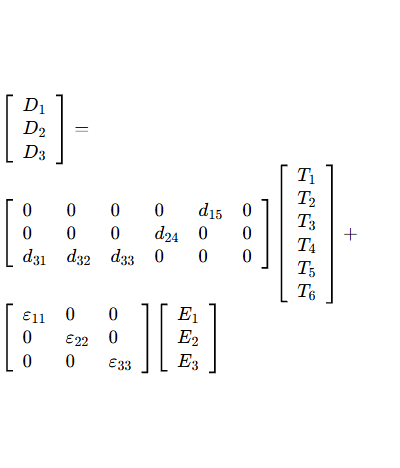 [ D₁ ]
[ D₂ ] =
[ D₃ ]
[ 0 0 0 0 d₁₅ 0 ] [ T₁ ]
[ 0 0 0 d₂₄ 0 0 ] [ T₂ ]
[ d₃₁ d₃₂ d₃₃ 0 0 0 ] [ T₃ ] +
[ T₄ ]
[ T₅ ]
[ T₆ ]
[ ε₁₁ 0 0 ] [ E₁ ]
[ 0 ε₂₂ 0 ] [ E₂ ]
[ 0 0 ε₃₃ ] [ E₃ ]